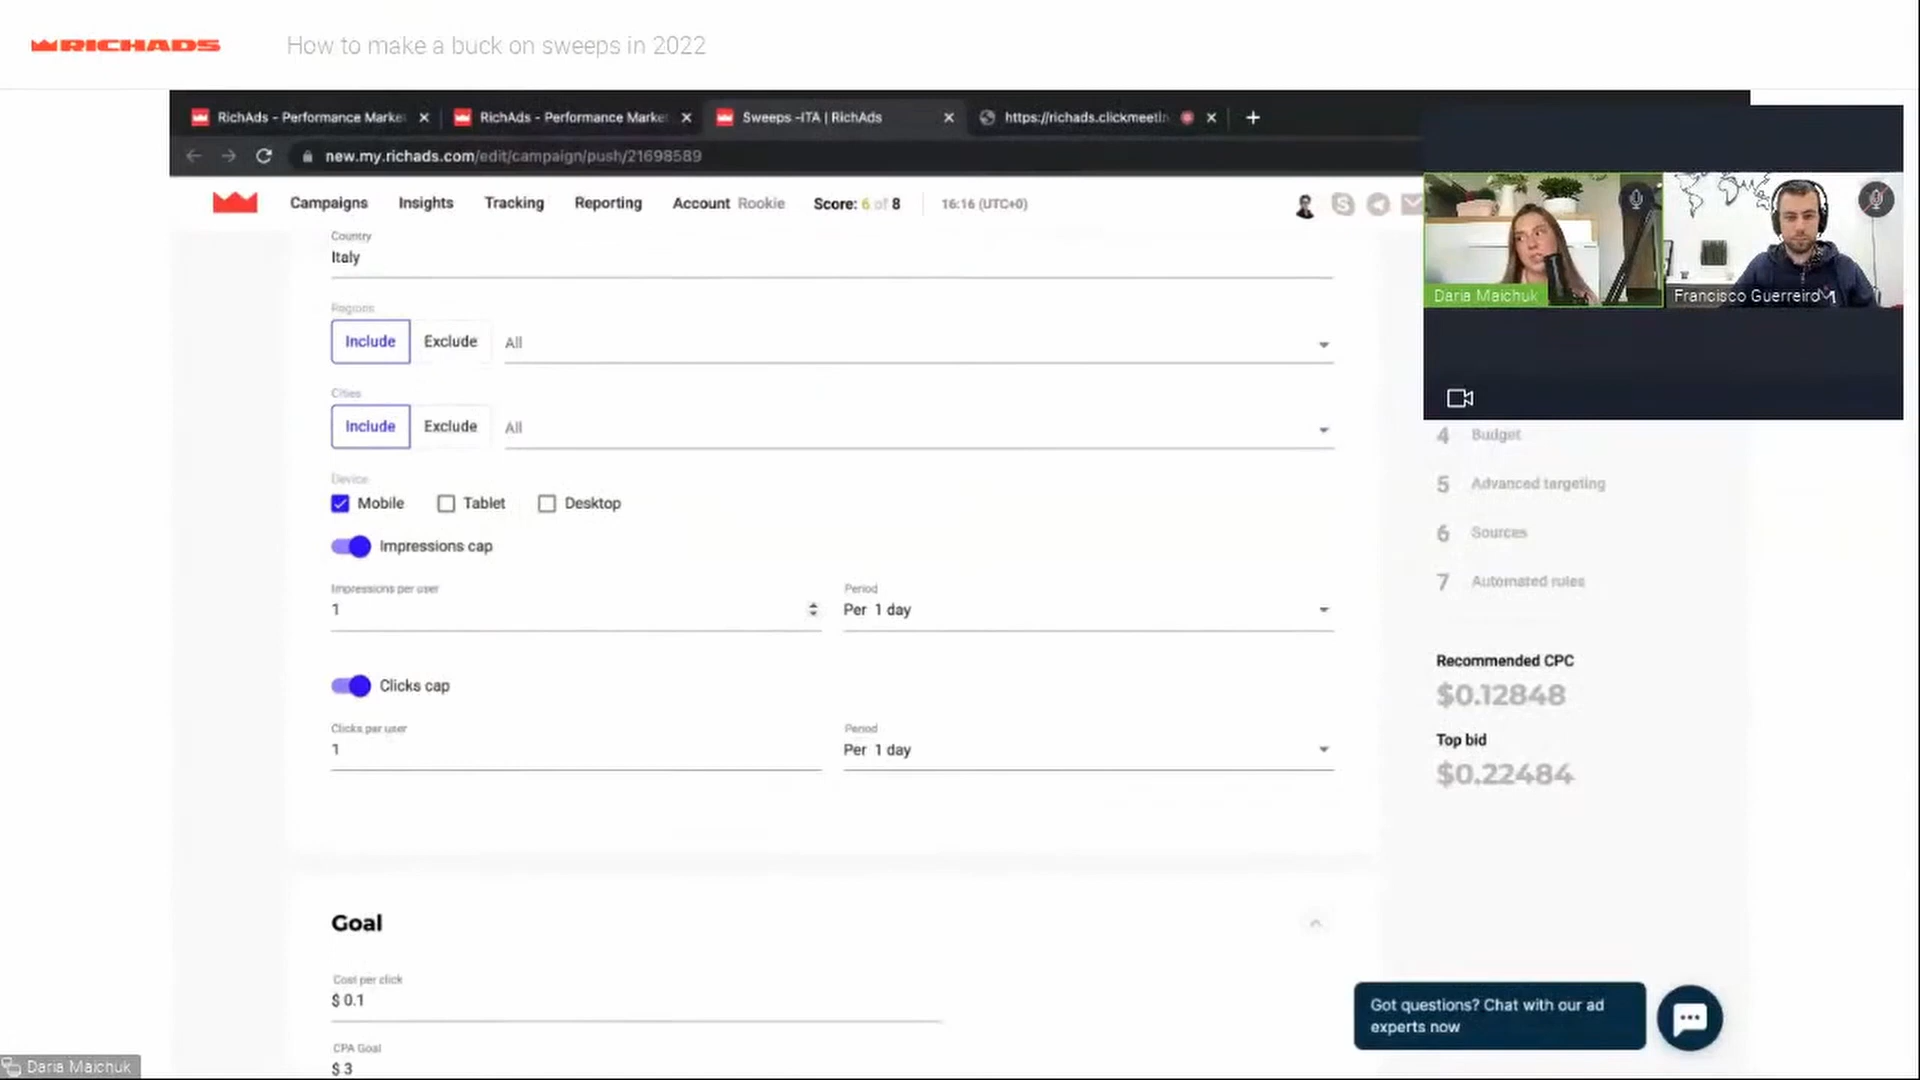 RICHADS
How to make a buck on sweeps in 2022
RichAds - Performance Marke
RichAds - Performance Market
Sweeps -ITA | RichAds
https://richads.clickmeetin
new.my.richads.com/edit/campaign/push/21698589
Campaigns
Insights
Tracking
Reporting
Account Rookie
Score: 6 of 8
16:16 (UTC+0)
Daria Maichuk
Francisco Guerreiro
Country
Italy
Regions
Include
Exclude
All
Cities
Include
Exclude
All
Device
Mobile
Tablet
Desktop
Impressions cap
Impressions per user
1
Period
Per 1 day
Clicks cap
Clicks per user
1
Period
Per 1 day
4 Budget
5 Advanced targeting
6 Sources
7 Automated rules
Recommended CPC
$0.12848
Top bid
$0.22484
Goal
Cost per click
$ 0.1
CPA Goal
$ 3
Got questions? Chat with our ad
experts now
Daria Maichuk